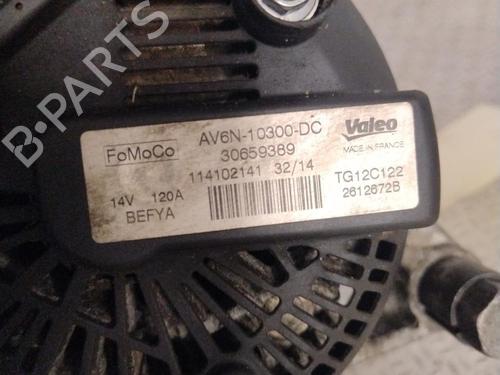 B-PARTS
FoMoCo
AV6N-10300-DC
30659389
Valeo
MADE IN FRANCE
114102141 32/14
14V 120A
BEFYA
TG12C122
2612672B